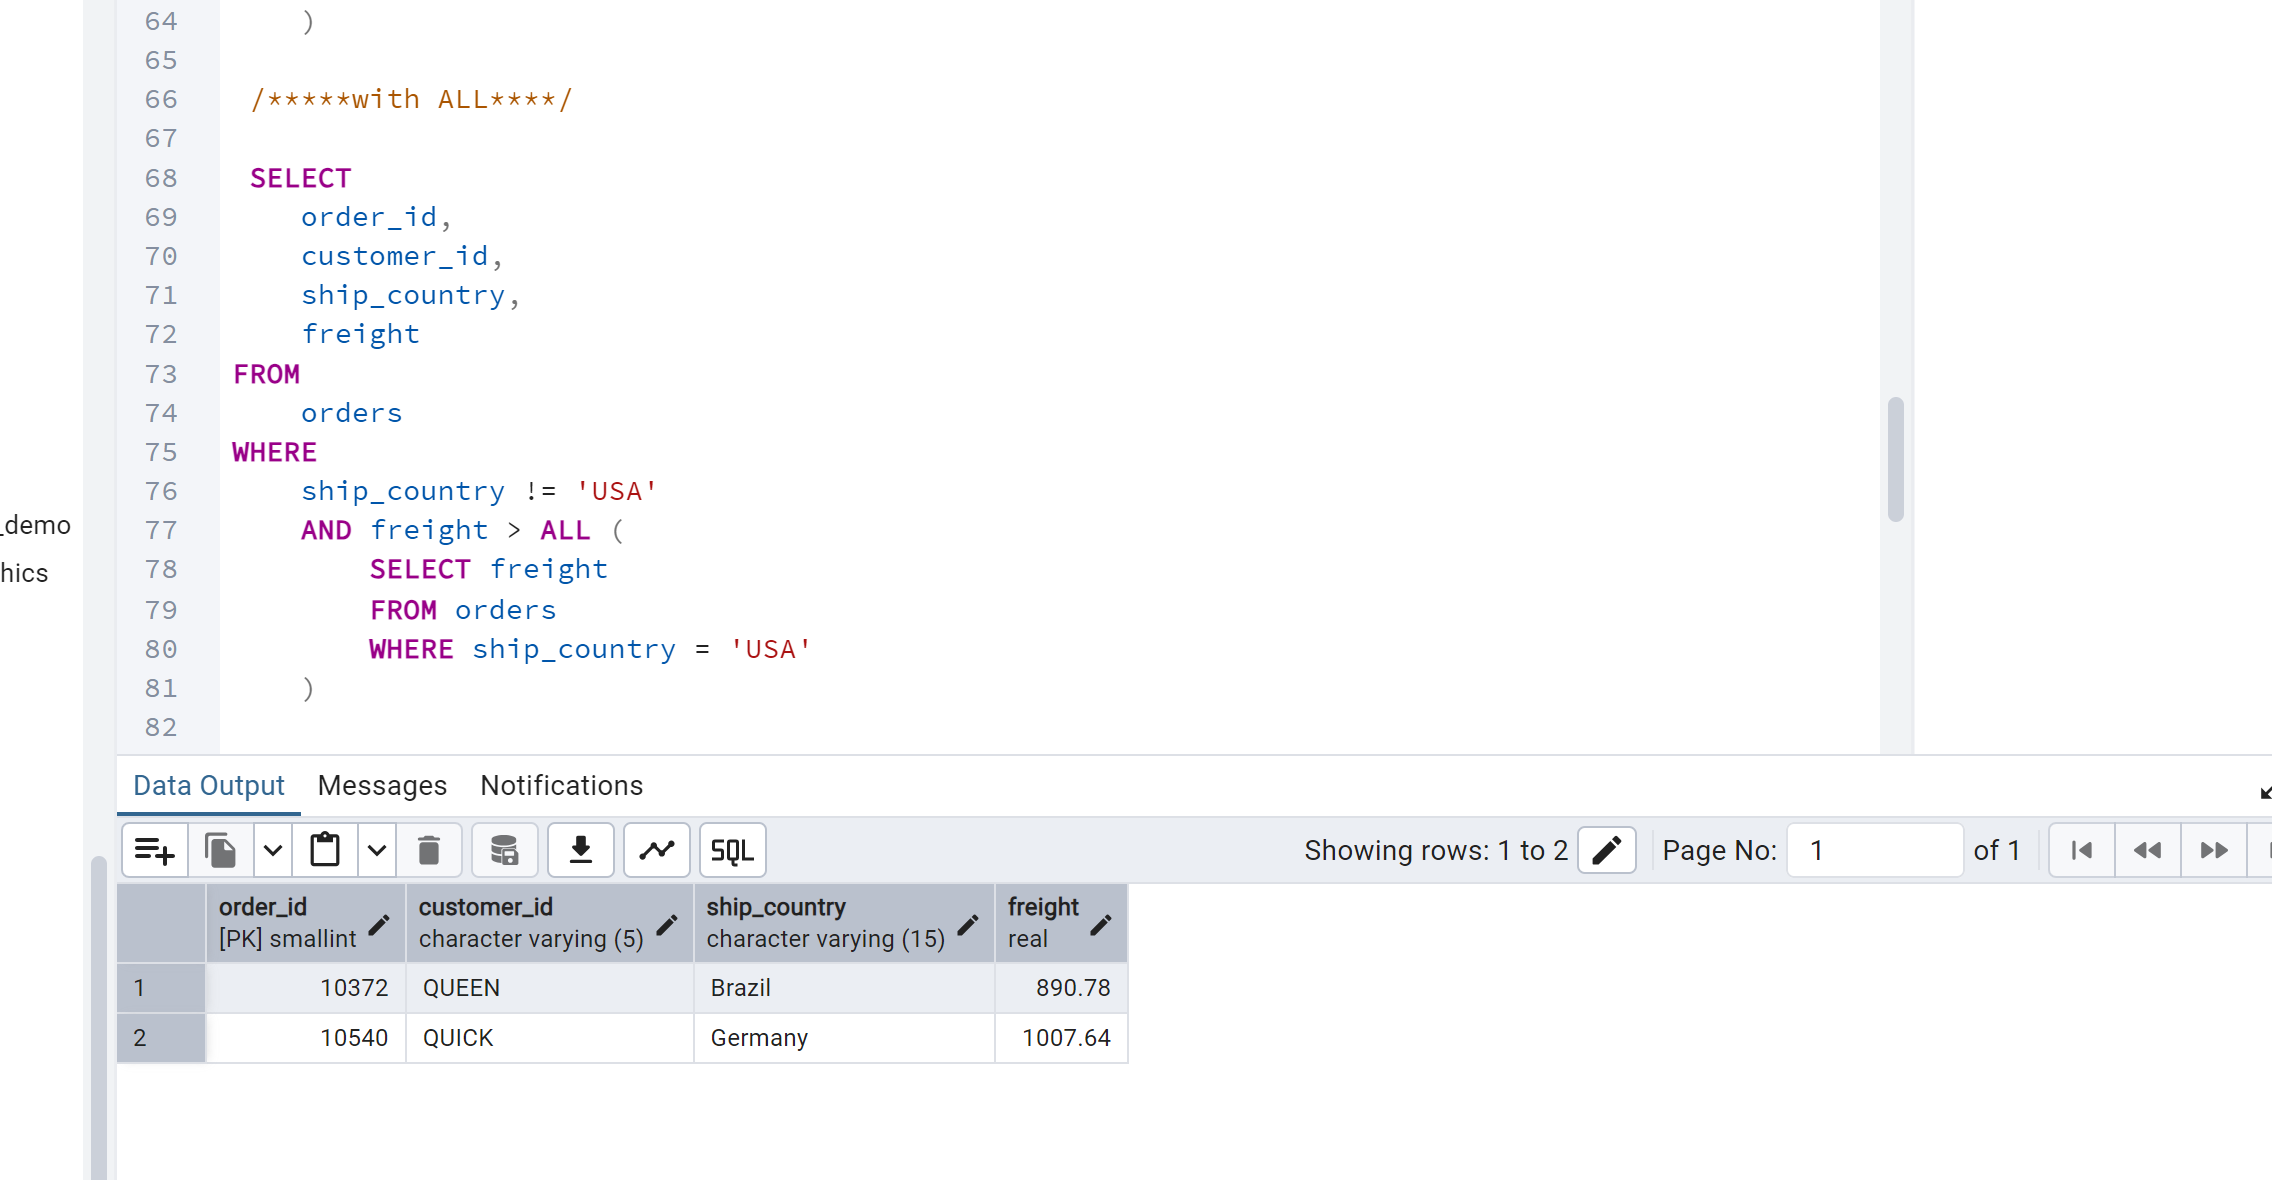 64 )
65
66 /*****with ALL****/
67
68 SELECT
69 order_id,
70 customer_id,
71 ship_country,
72 freight
73 FROM
74 orders
75 WHERE
76 ship_country != 'USA'
77 AND freight > ALL (
78 SELECT freight
79 FROM orders
80 WHERE ship_country = 'USA'
81 )
82
_demo
hics
Data Output Messages Notifications
SQL Showing rows: 1 to 2 Page No: 1 of 1
order_id customer_id ship_country freight
[PK] smallint character varying (5) character varying (15) real
1 10372 QUEEN Brazil 890.78
2 10540 QUICK Germany 1007.64